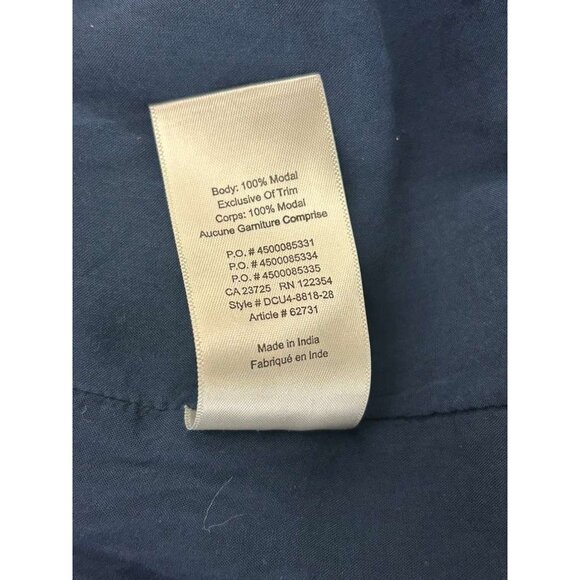 Body: 100% Modal
Exclusive Of Trim
Corps: 100% Modal
Aucune Garniture Comprise
P.O. # 4500085331
P.O. # 4500085334
P.O. # 4500085335
CA 23725 RN 122354
Style # DCU4-8818-28
Article # 62731
Made in India
Fabriqué en Inde